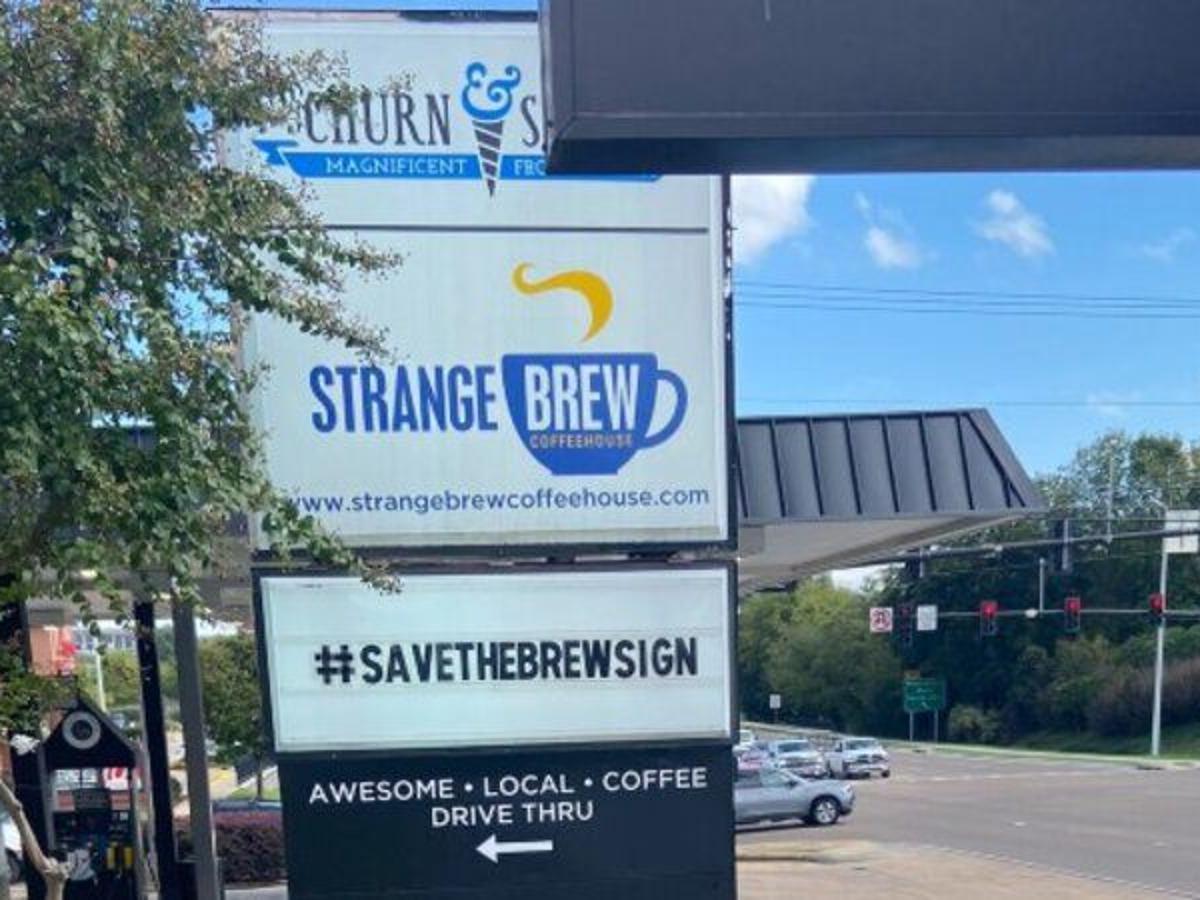 CHURN &
MAGNIFICENT
STRANGE BREW
COFFEEHOUSE
www.strangebrewcoffeehouse.com
#SAVETHEBREWSIGN
AWESOME • LOCAL • COFFEE
DRIVE THRU